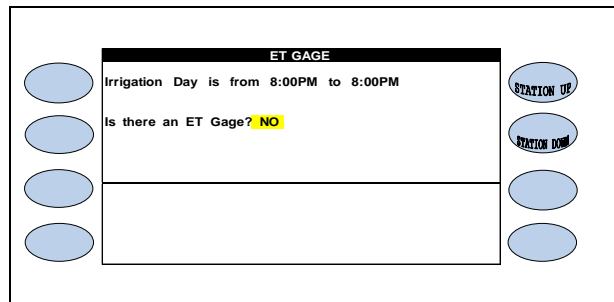 ET GAGE
Irrigation Day is from 8:00PM to 8:00PM
STATION UP
Is there an ET Gage? NO
STATION DOWN